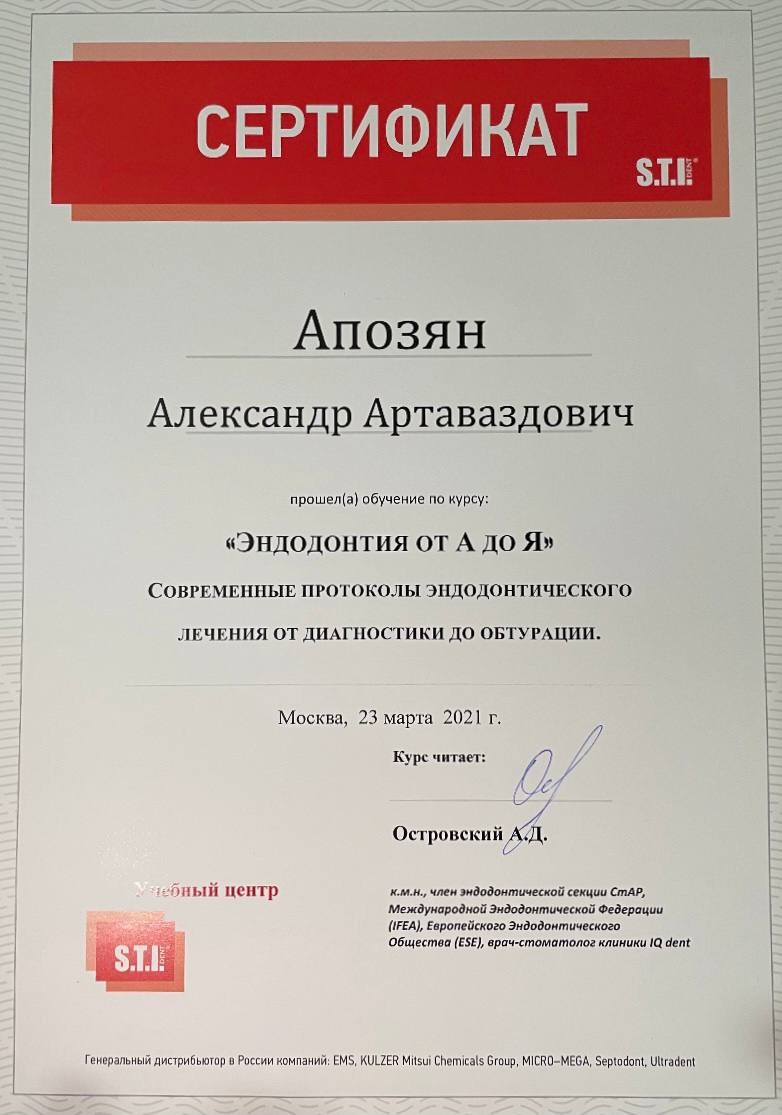 СЕРТИФИКАТ
S.T.I.DENT®
Апозян
Александр Артаваздович
прошел(а) обучение по курсу:
«Эндодонтия от А до Я»
Современные протоколы эндодонтического
лечения от диагностики до обтурации.
Москва, 23 марта 2021 г.
Курс читает:
Островский А.Д.
Учебный центр
S.T.I.DENT®
к.м.н., член эндодонтической секции СтАР,
Международной Эндодонтической Федерации
(IFEA), Европейского Эндодонтического
Общества (ESE), врач-стоматолог клиники IQ dent
Генеральный дистрибьютор в России компаний: EMS, KULZER Mitsui Chemicals Group, MICRO–MEGA, Septodont, Ultradent